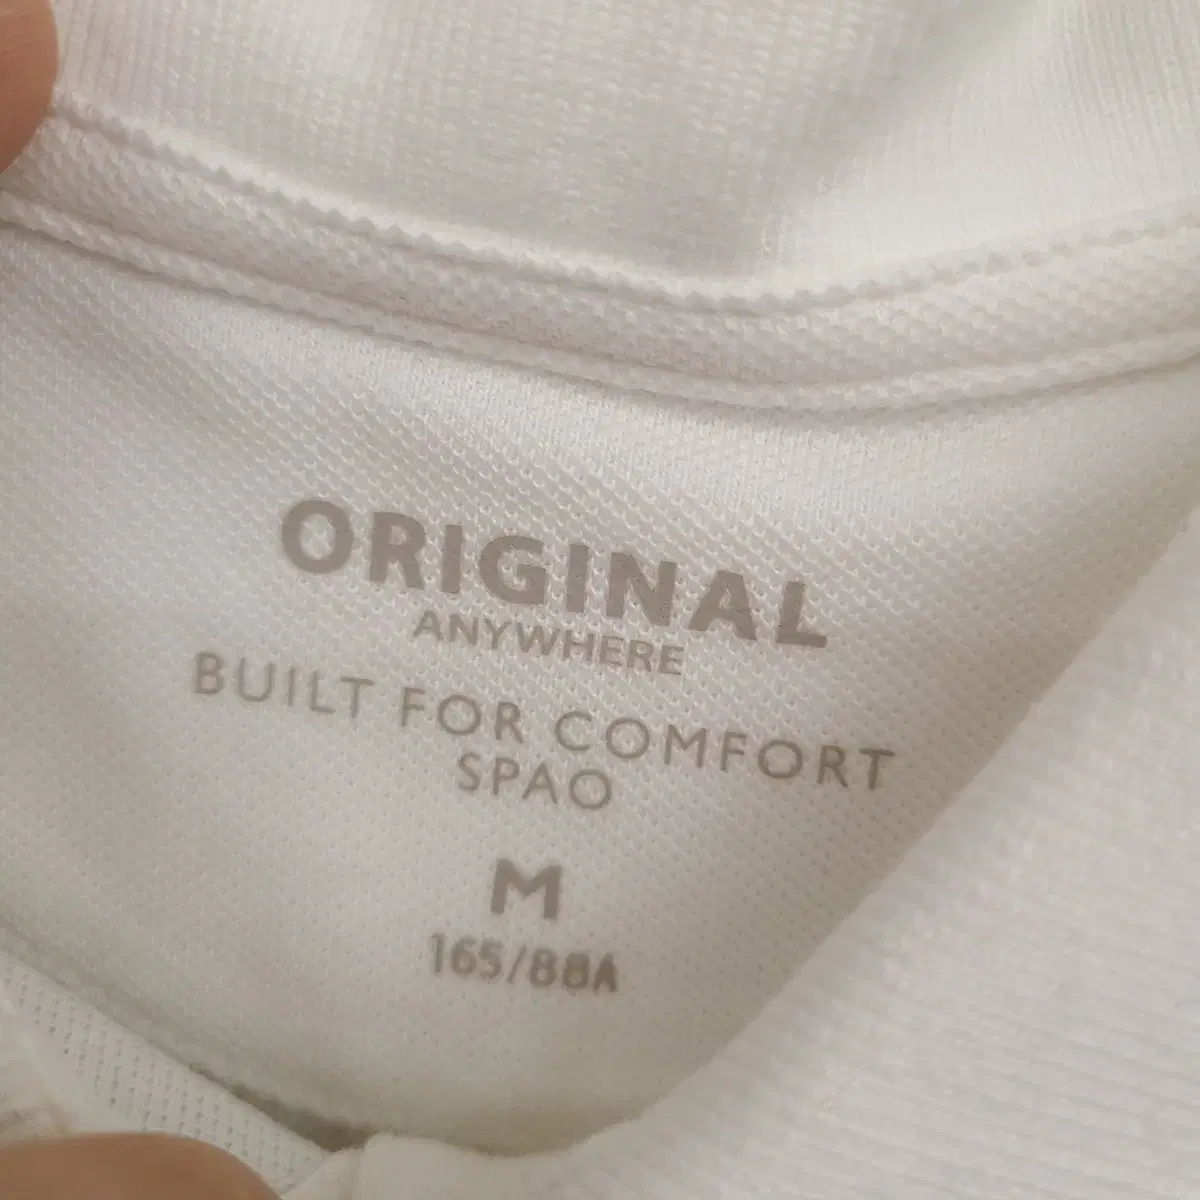 ORIGINAL
ANYWHERE
BUILT FOR COMFORT
SPAO
M
165/88A